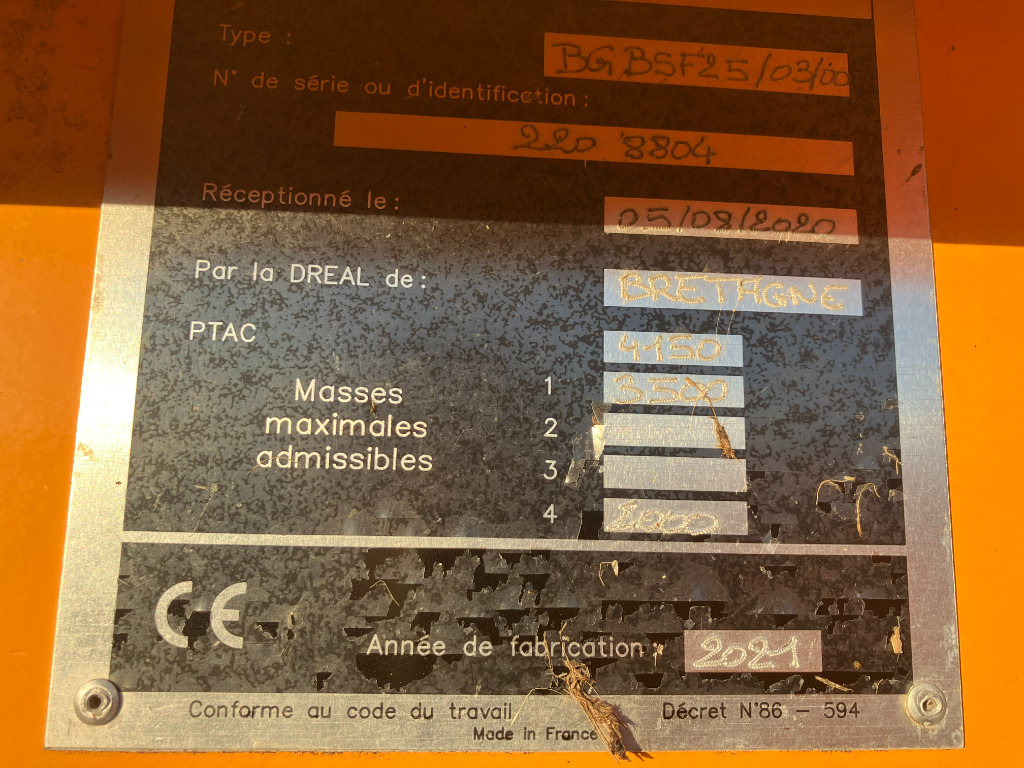 Type : BGBSF25/03/00
N° de série ou d'identification :
220 8804
Réceptionné le : 05/08/2020
Par la DREAL de : BRETAGNE
PTAC 4150
Masses maximales admissibles
1 3500
2
3
4 1000
CE
Année de fabrication : 2021
Conforme au code du travail Décret N°86 - 594
Made in France